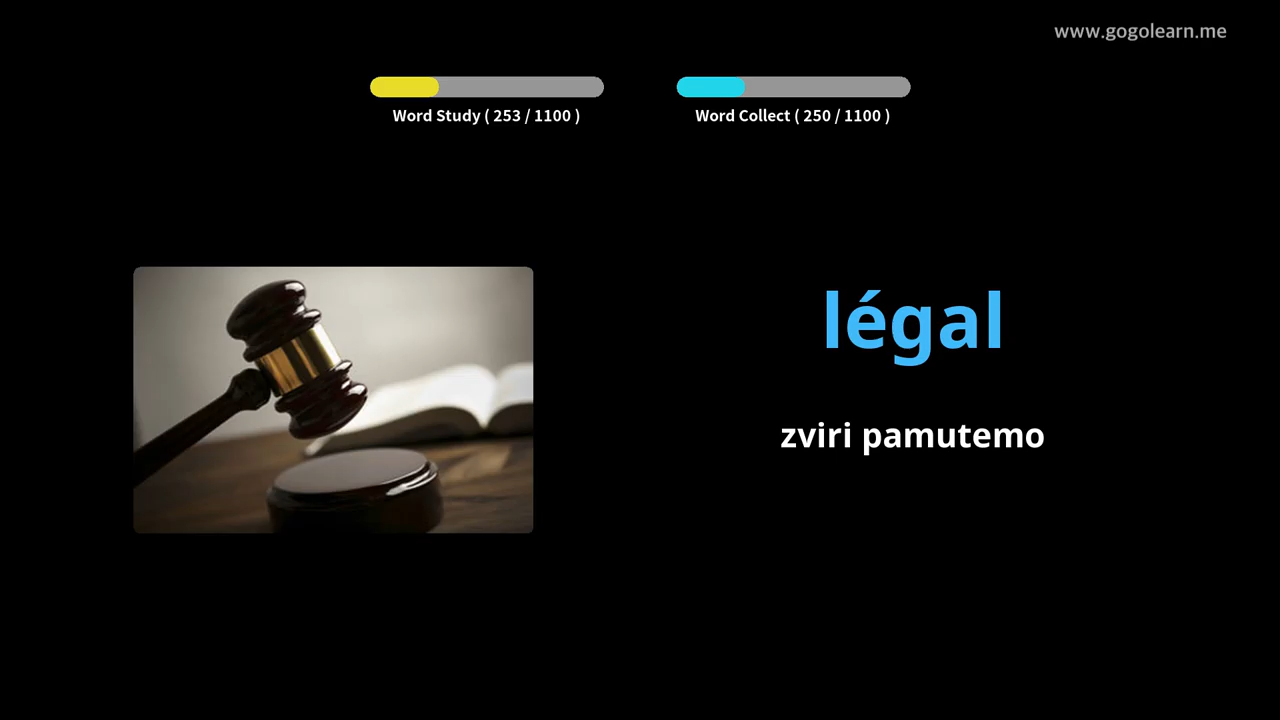 www.gogolearn.me
Word Study ( 253 / 1100 )
Word Collect ( 250 / 1100 )
légal
zviri pamutemo